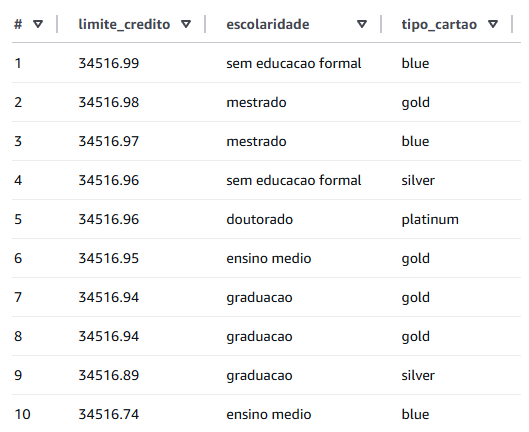 # limite_credito escolaridade tipo_cartao
1 34516.99 sem educacao formal blue
2 34516.98 mestrado gold
3 34516.97 mestrado blue
4 34516.96 sem educacao formal silver
5 34516.96 doutorado platinum
6 34516.95 ensino medio gold
7 34516.94 graduacao gold
8 34516.94 graduacao gold
9 34516.89 graduacao silver
10 34516.74 ensino medio blue